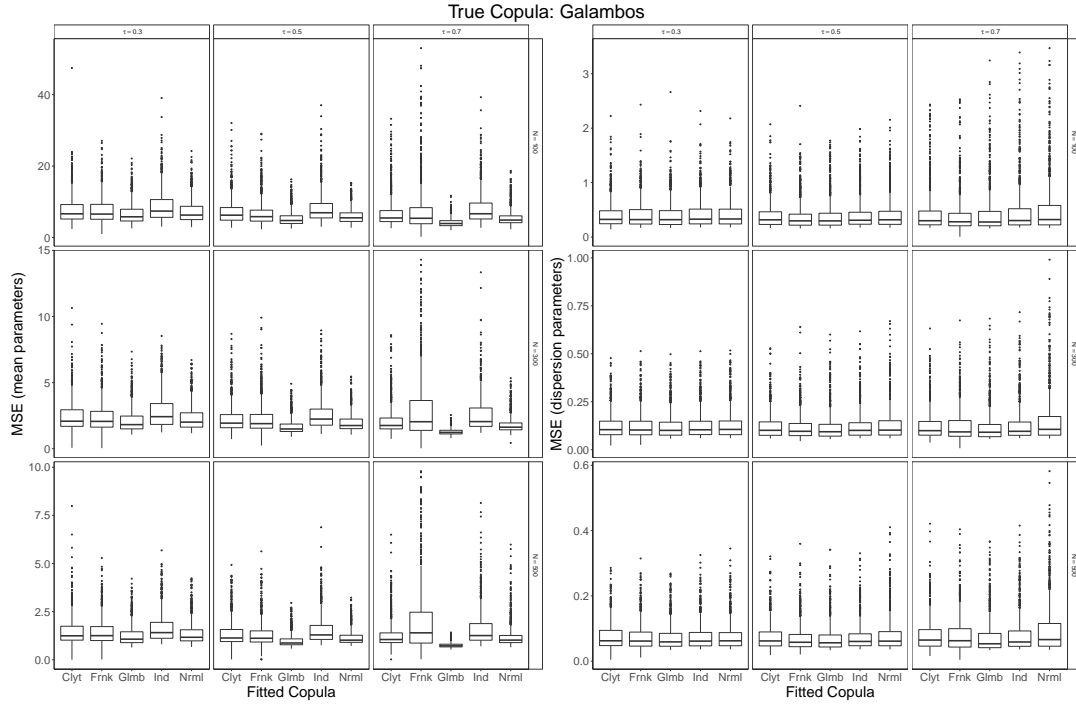 True Copula: Galambos
τ = 0.3 τ = 0.5 τ = 0.7
MSE (mean parameters)
40
20
0
N = 100
15
10
5
0
N = 300
10.0
7.5
5.0
2.5
0.0
N = 500
Clyt Frnk Glmb Ind Nrml Clyt Frnk Glmb Ind Nrml Clyt Frnk Glmb Ind Nrml
Fitted Copula
τ = 0.3 τ = 0.5 τ = 0.7
MSE (dispersion parameters)
3
2
1
0
N = 100
1.00
0.75
0.50
0.25
0.00
N = 300
0.6
0.4
0.2
0.0
N = 500
Clyt Frnk Glmb Ind Nrml Clyt Frnk Glmb Ind Nrml Clyt Frnk Glmb Ind Nrml
Fitted Copula